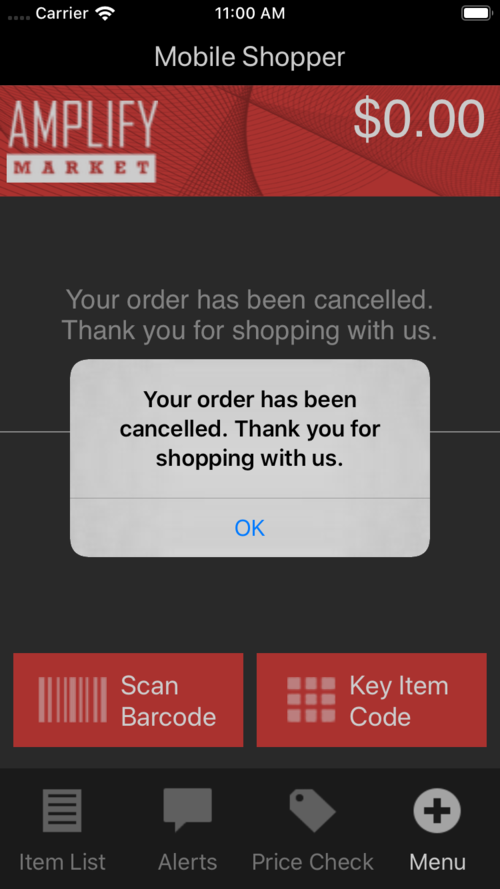 Carrier 11:00 AM
Mobile Shopper
AMPLIFY
MARKET
$0.00
Your order has been cancelled.
Thank you for shopping with us.
Your order has been
cancelled. Thank you for
shopping with us.
OK
Scan
Barcode
Key Item
Code
Item List
Alerts
Price Check
Menu